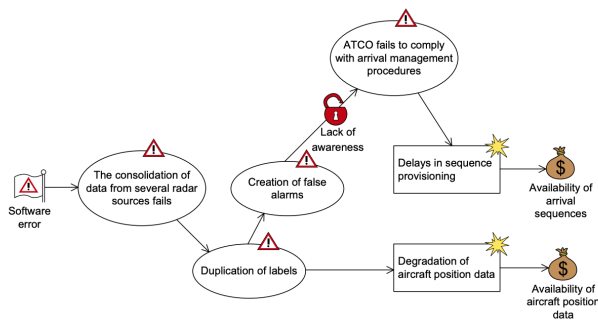 ATCO fails to comply
with arrival management
procedures
Lack of
awareness
The consolidation of
data from several radar
sources fails
Creation of false
alarms
Delays in sequence
provisioning
Availability of
arrival
sequences
Software
error
Duplication of labels
Degradation of
aircraft position data
Availability of
aircraft position
data